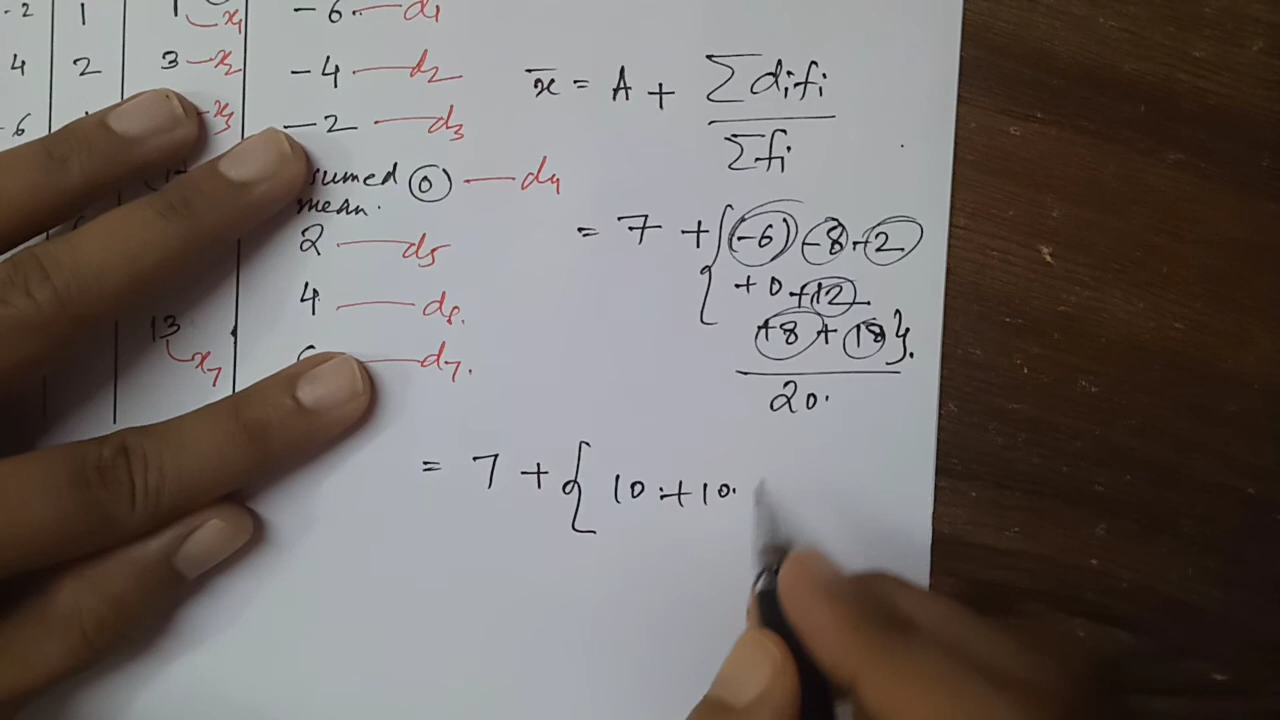 -2 1 1 x₁ -6 d₁
4 2 3 x₂ -4 d₂
-6 x₃ -2 d₃
sumed 0 d₄
mean.
2 d₅
4 d₆.
13 x₇ d₇.
x̄ = A + Σdᵢfᵢ
Σfᵢ
= 7 + { -6 -8 -2
+ 0 +12
+8 + 18 }.
20.
= 7 + { 10 + 10.